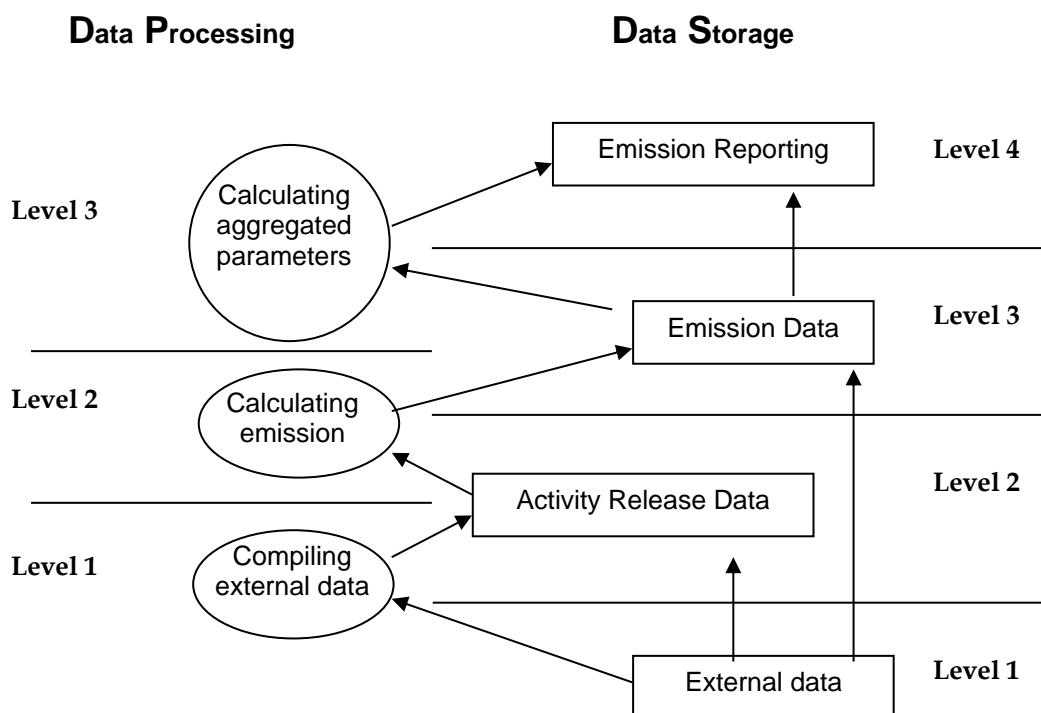 Data Processing
Data Storage
Emission Reporting
Level 4
Calculating
aggregated
parameters
Level 3
Emission Data
Level 3
Level 2
Calculating
emission
Activity Release Data
Level 2
Compiling
external data
Level 1
External data
Level 1